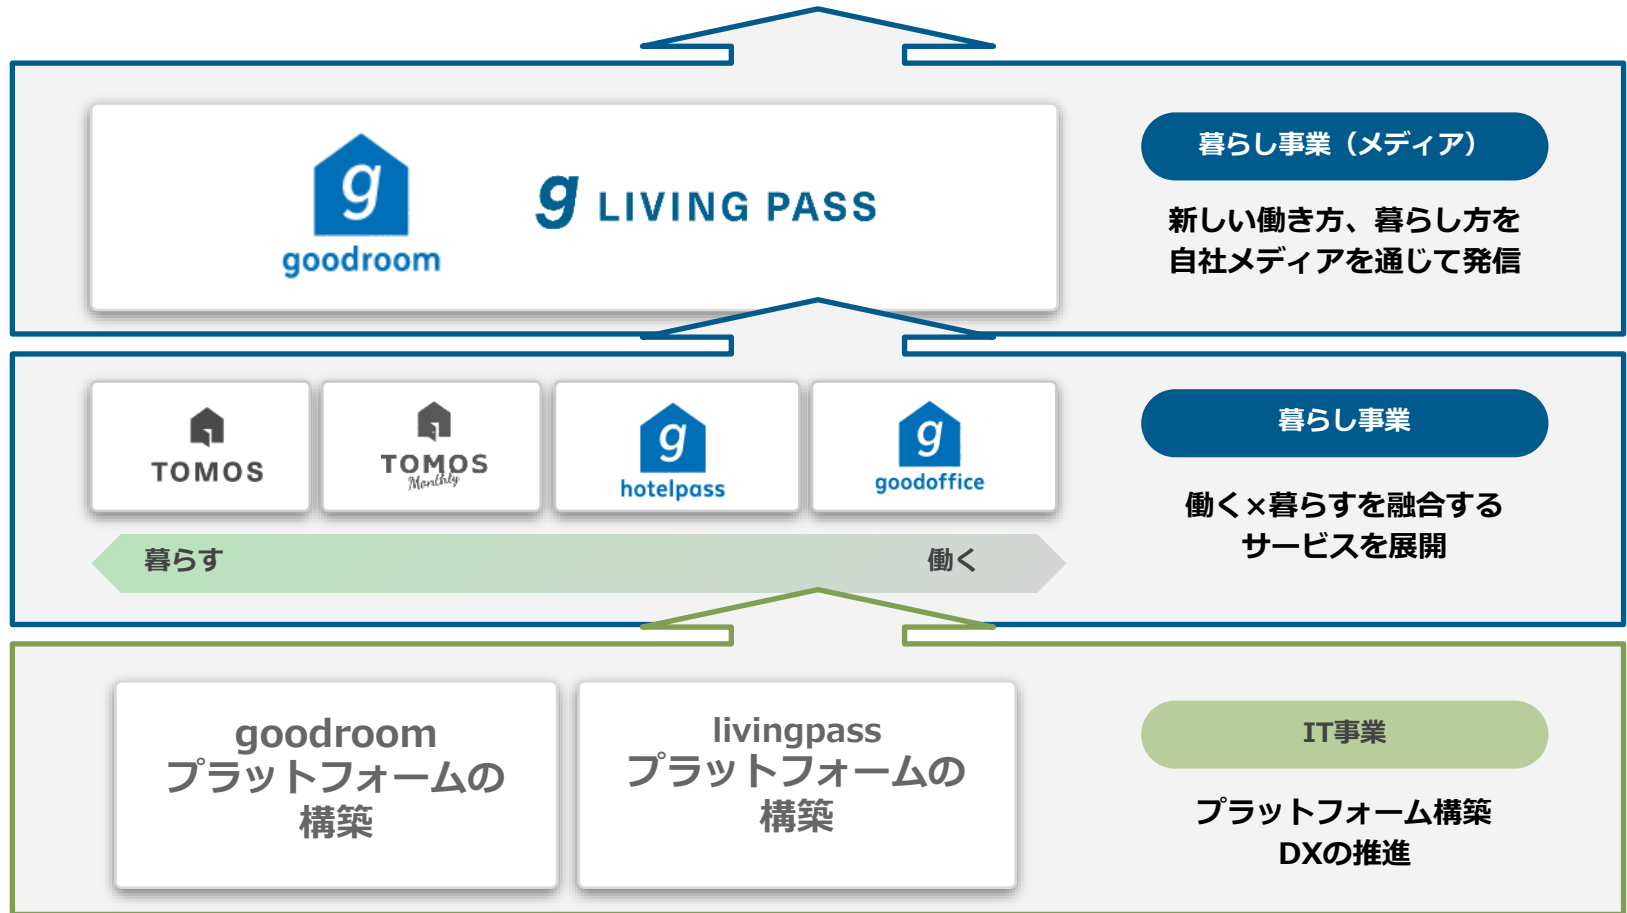 g
goodroom
g LIVING PASS
暮らし事業（メディア）
新しい働き方、暮らし方を
自社メディアを通じて発信
TOMOS
TOMOS
Monthly
g
hotelpass
g
goodoffice
暮らす
働く
暮らし事業
働く×暮らすを融合する
サービスを展開
goodroom
プラットフォームの
構築
livingpass
プラットフォームの
構築
IT事業
プラットフォーム構築
DXの推進